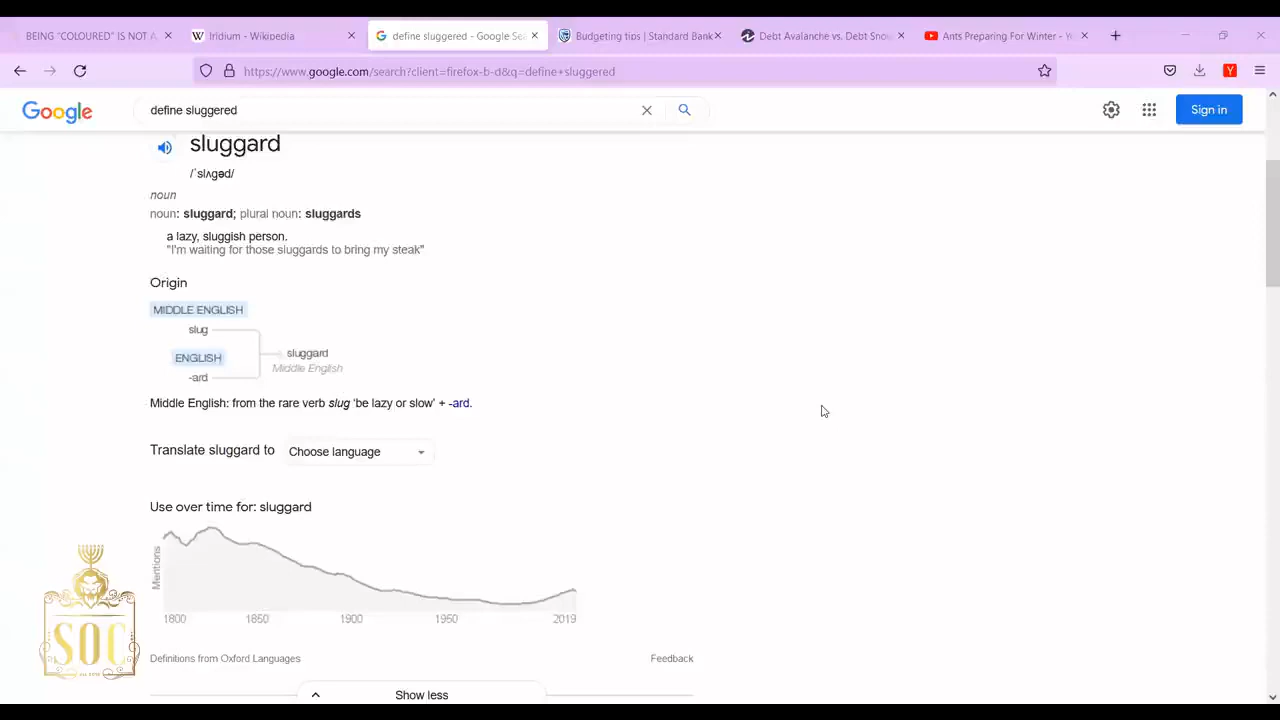 BEING "COLOURED" IS NOT A
Iridium - Wikipedia
define sluggered - Google Sea
Budgeting tips | Standard Bank
Debt Avalanche vs. Debt Snow
Ants Preparing For Winter - W
https://www.google.com/search?client=firefox-b-d&q=define+sluggered
Google
define sluggered
Sign in
sluggard
/ˈslʌɡəd/
noun
noun: sluggard; plural noun: sluggards
a lazy, sluggish person.
"I'm waiting for those sluggards to bring my steak"
Origin
MIDDLE ENGLISH
slug
ENGLISH
-ard
sluggard
Middle English
Middle English: from the rare verb slug ‘be lazy or slow’ + -ard.
Translate sluggard to
Choose language
Use over time for: sluggard
Mentions
1800
1850
1900
1950
2019
SOC
Definitions from Oxford Languages
Feedback
Show less